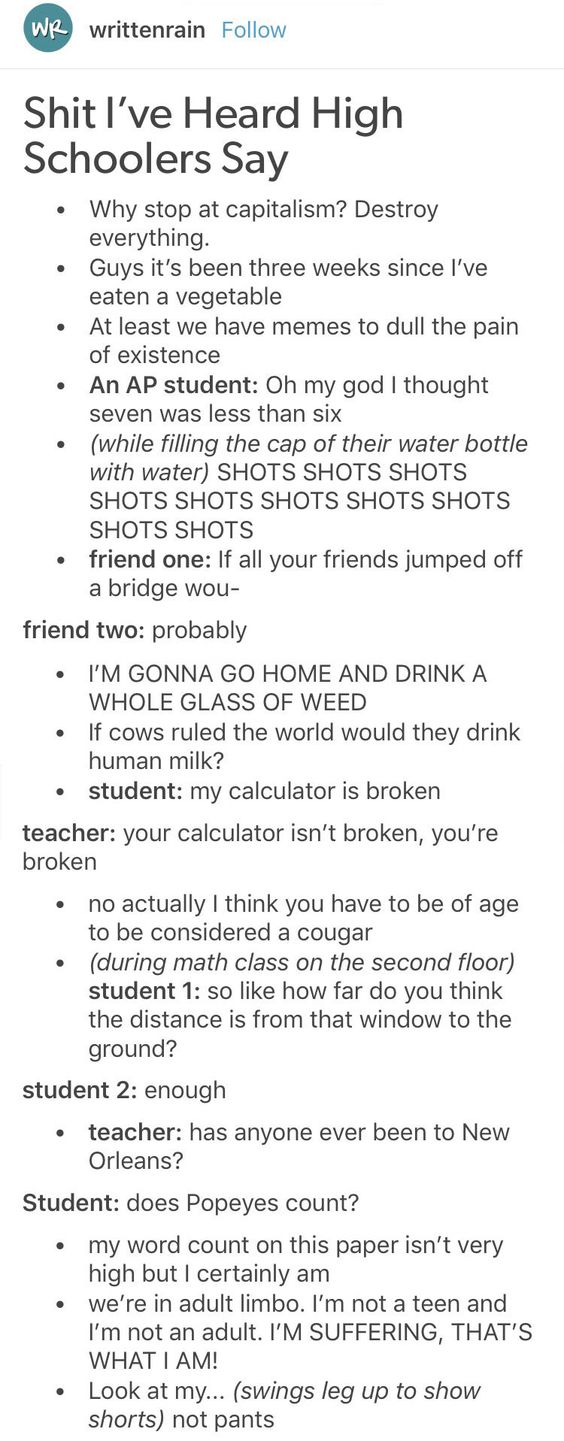 WR writtenrain Follow
Shit I've Heard High
Schoolers Say
• Why stop at capitalism? Destroy
everything.
• Guys it's been three weeks since I've
eaten a vegetable
• At least we have memes to dull the pain
of existence
• An AP student: Oh my god I thought
seven was less than six
• (while filling the cap of their water bottle
with water) SHOTS SHOTS SHOTS
SHOTS SHOTS SHOTS SHOTS SHOTS
SHOTS SHOTS
• friend one: If all your friends jumped off
a bridge wou-
friend two: probably
• I'M GONNA GO HOME AND DRINK A
WHOLE GLASS OF WEED
• If cows ruled the world would they drink
human milk?
• student: my calculator is broken
teacher: your calculator isn't broken, you're
broken
• no actually I think you have to be of age
to be considered a cougar
• (during math class on the second floor)
student 1: so like how far do you think
the distance is from that window to the
ground?
student 2: enough
• teacher: has anyone ever been to New
Orleans?
Student: does Popeyes count?
• my word count on this paper isn't very
high but I certainly am
• we're in adult limbo. I'm not a teen and
I'm not an adult. I'M SUFFERING, THAT'S
WHAT I AM!
• Look at my... (swings leg up to show
shorts) not pants